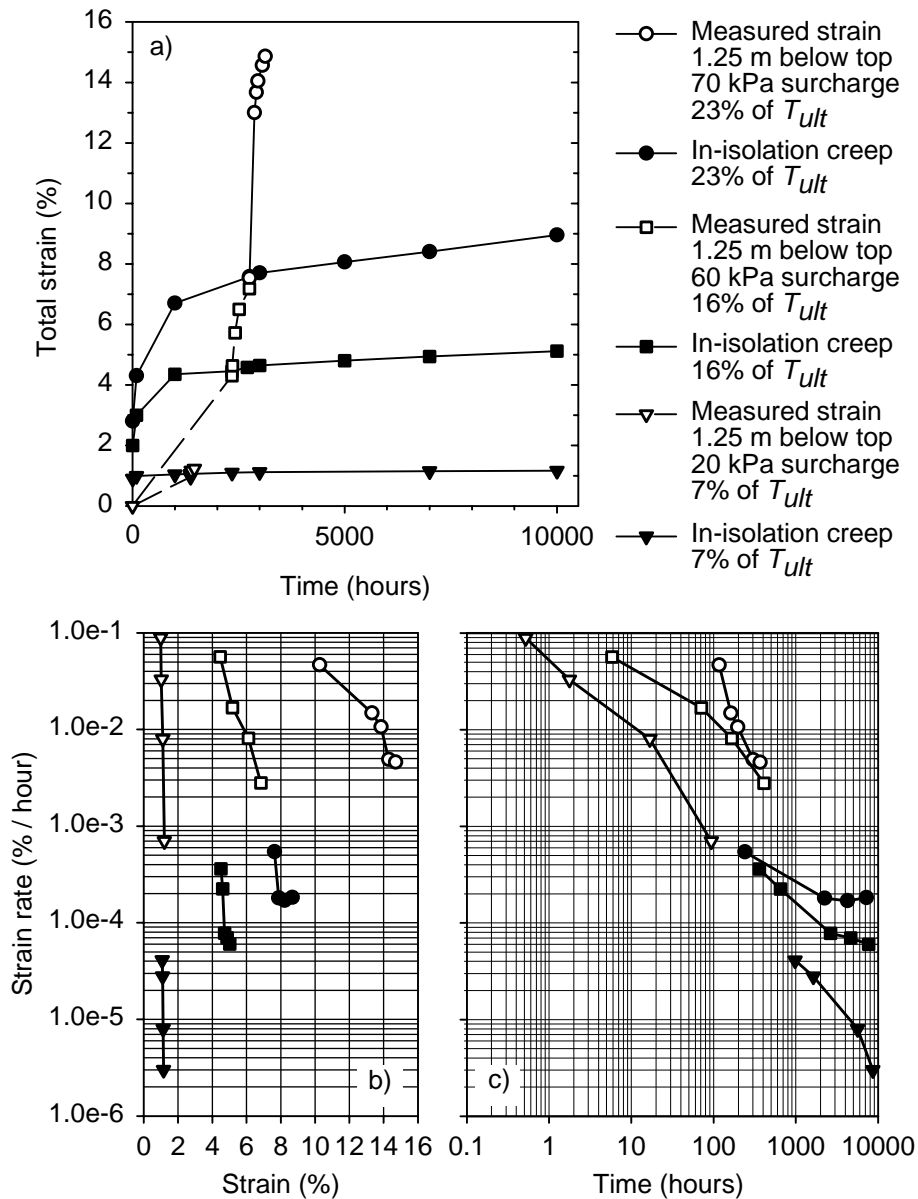 16
14
12
10
8
6
4
2
0
a)
Total strain (%)
0
5000
10000
Time (hours)
Measured strain
1.25 m below top
70 kPa surcharge
23% of Tult
In-isolation creep
23% of Tult
Measured strain
1.25 m below top
60 kPa surcharge
16% of Tult
In-isolation creep
16% of Tult
Measured strain
1.25 m below top
20 kPa surcharge
7% of Tult
In-isolation creep
7% of Tult
1.0e-1
1.0e-2
1.0e-3
1.0e-4
1.0e-5
1.0e-6
Strain rate (% / hour)
b)
0 2 4 6 8 10 12 14 16
Strain (%)
c)
0.1 1 10 100 1000 10000
Time (hours)